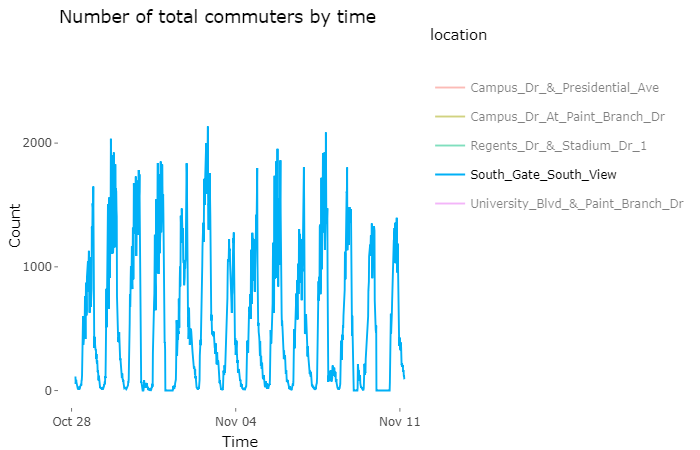 Number of total commuters by time
location
Campus_Dr_&_Presidential_Ave
Campus_Dr_At_Paint_Branch_Dr
Regents_Dr_&_Stadium_Dr_1
South_Gate_South_View
University_Blvd_&_Paint_Branch_Dr
Count
2000
1000
0
Oct 28
Nov 04
Nov 11
Time